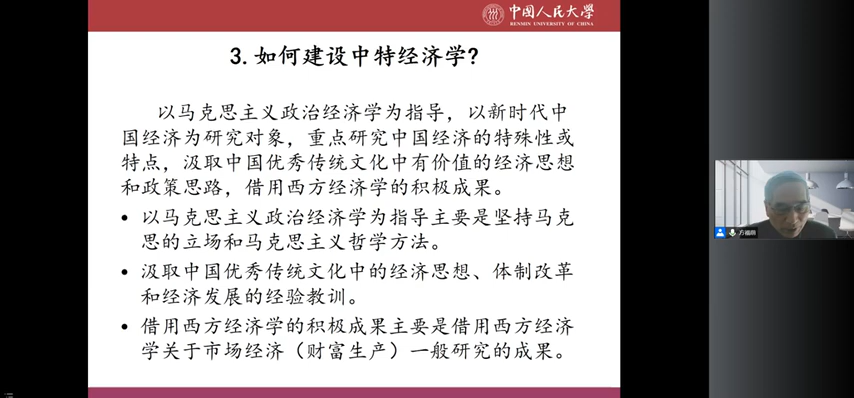 中国人民大学
RENMIN UNIVERSITY OF CHINA
3.如何建设中特经济学?
以马克思主义政治经济学为指导，以新时代中
国经济为研究对象，重点研究中国经济的特殊性或
特点，汲取中国优秀传统文化中有价值的经济思想
和政策思路，借用西方经济学的积极成果。
• 以马克思主义政治经济学为指导主要是坚持马克
思的立场和马克思主义哲学方法。
• 汲取中国优秀传统文化中的经济思想、体制改革
和经济发展的经验教训。
• 借用西方经济学的积极成果主要是借用西方经济
学关于市场经济（财富生产）一般研究的成果。